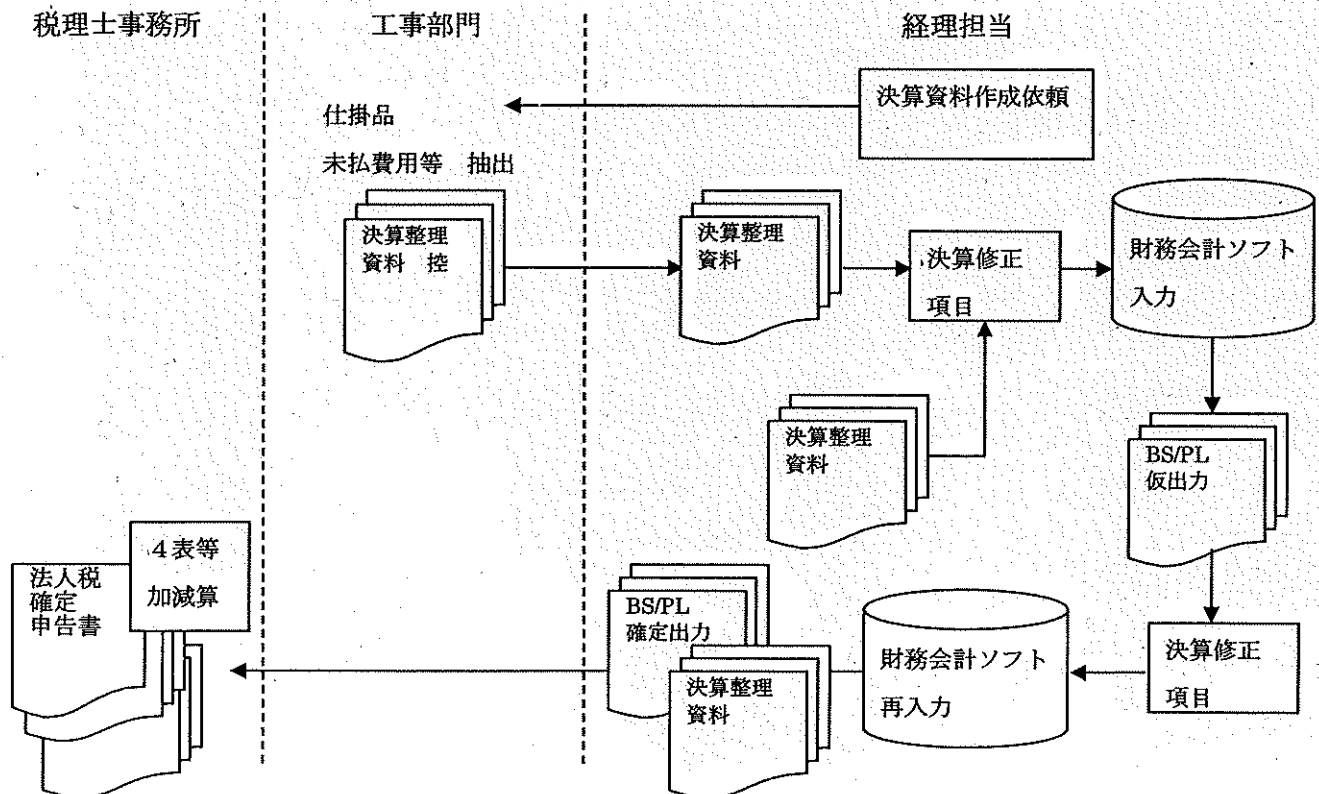 税理士事務所
工事部門
経理担当
決算資料作成依頼
仕掛品
未払費用等 抽出
決算整理
資料 控
決算整理
資料
決算修正
項目
財務会計ソフト
入力
決算整理
資料
BS/PL
仮出力
4表等
加減算
法人税
確定
申告書
BS/PL
確定出力
決算整理
資料
財務会計ソフト
再入力
決算修正
項目